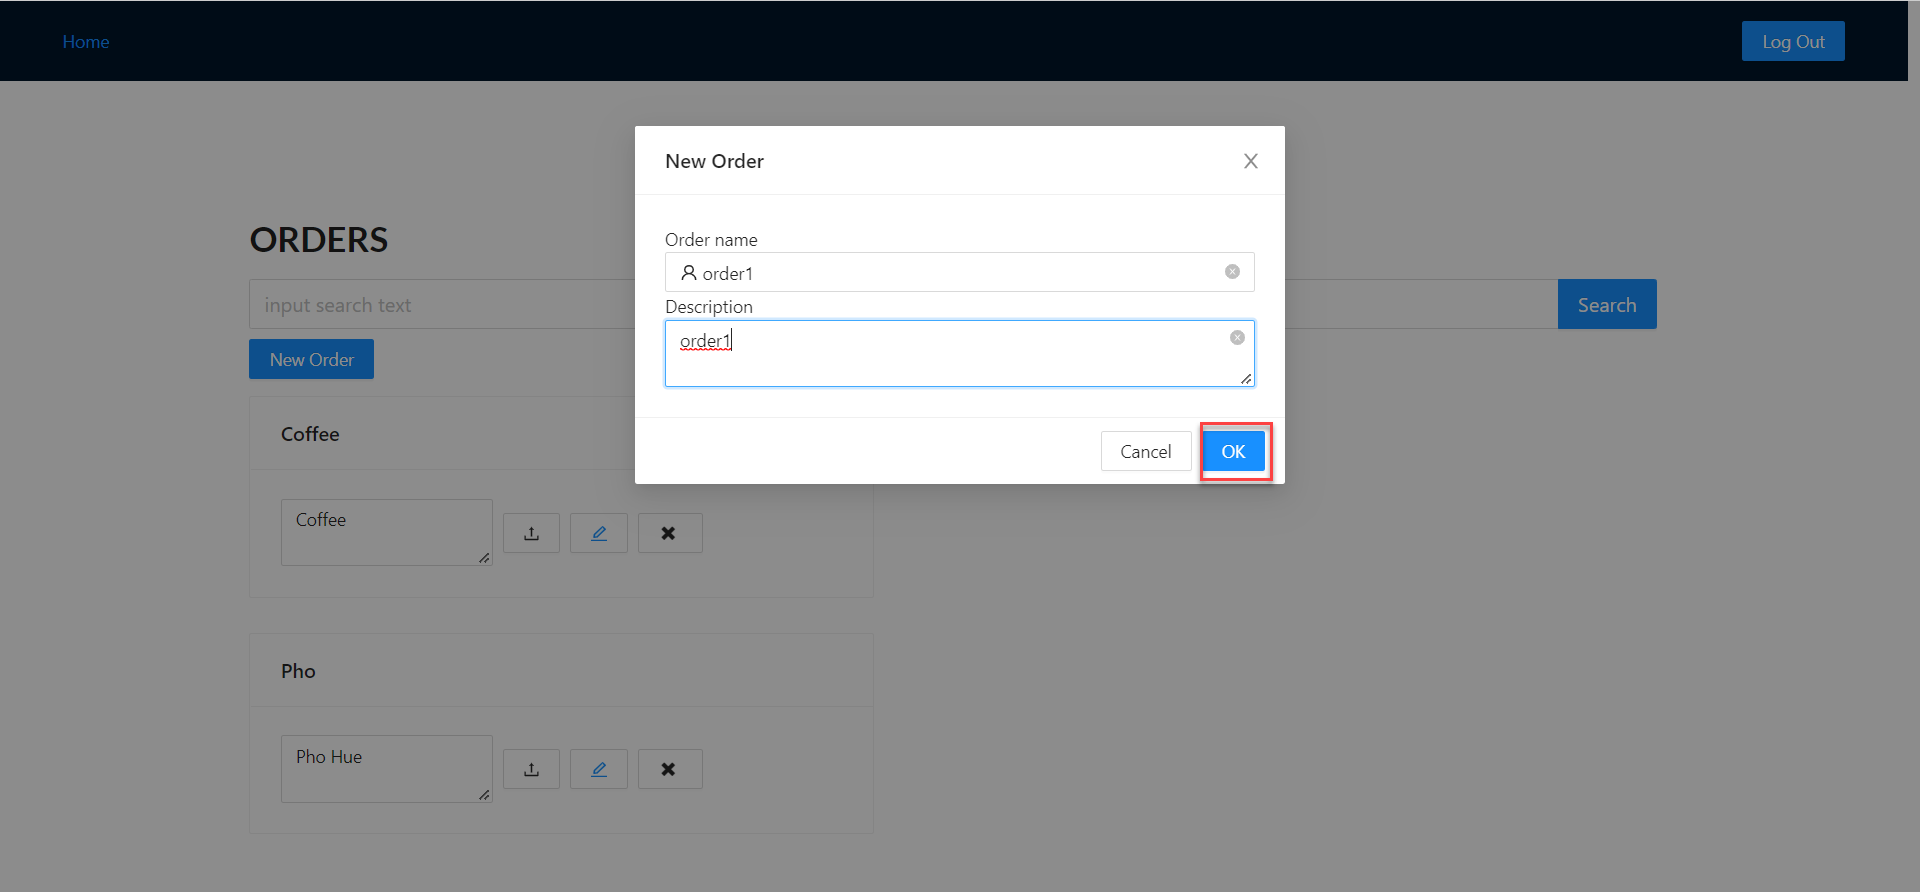 Home
Log Out
New Order
ORDERS
Order name
order1
input search text
Search
Description
order1
New Order
Coffee
Cancel
OK
Coffee
Pho
Pho Hue